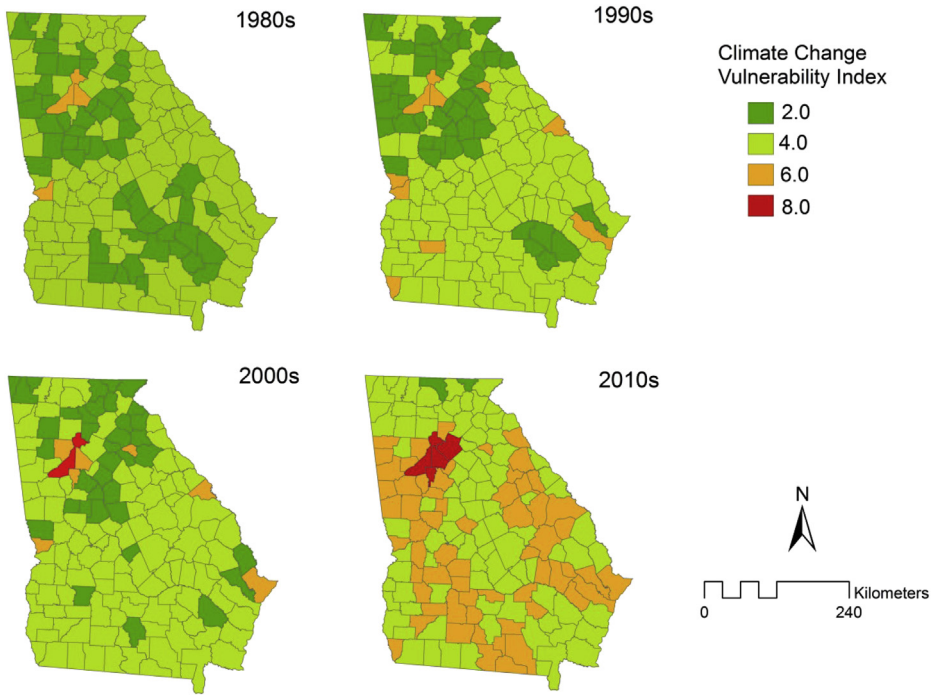 1980s
1990s
Climate Change
Vulnerability Index
2.0
4.0
6.0
8.0
2000s
2010s
N
Kilometers
0
240